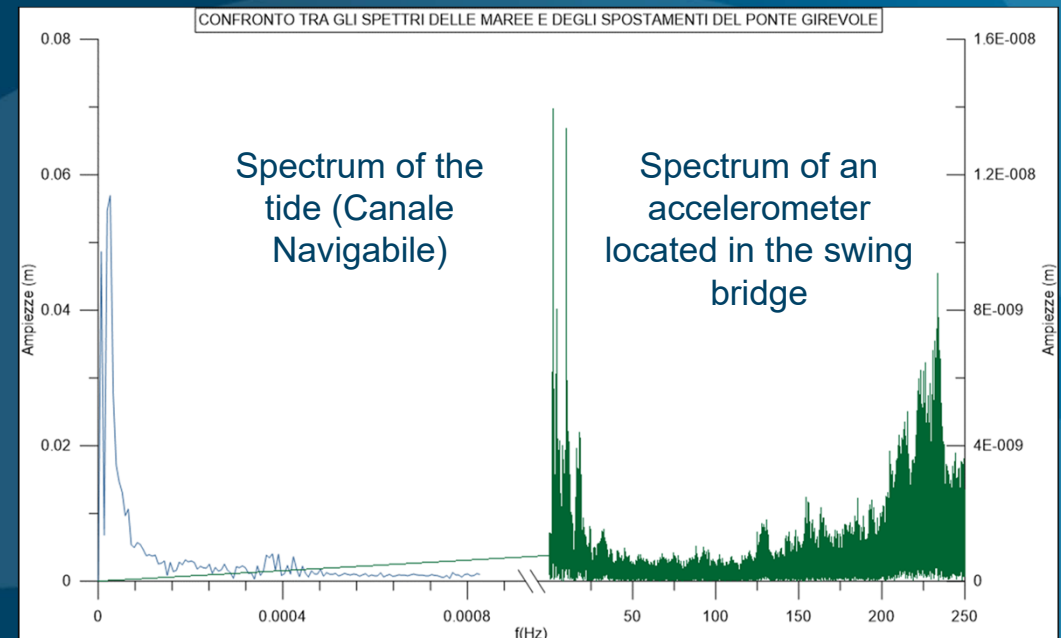 CONFRONTO TRA GLI SPETTRI DELLE MAREE E DEGLI SPOSTAMENTI DEL PONTE GIREVOLE
0.08
1.6E-008
Spectrum of the
tide (Canale
Navigabile)
Spectrum of an
accelerometer
located in the swing
bridge
0.06
1.2E-008
Ampiezze (m)
Ampiezze (m)
0.04
8E-009
0.02
4E-009
0
0
0
0.0004
0.0008
50
100
150
200
250
f(Hz)